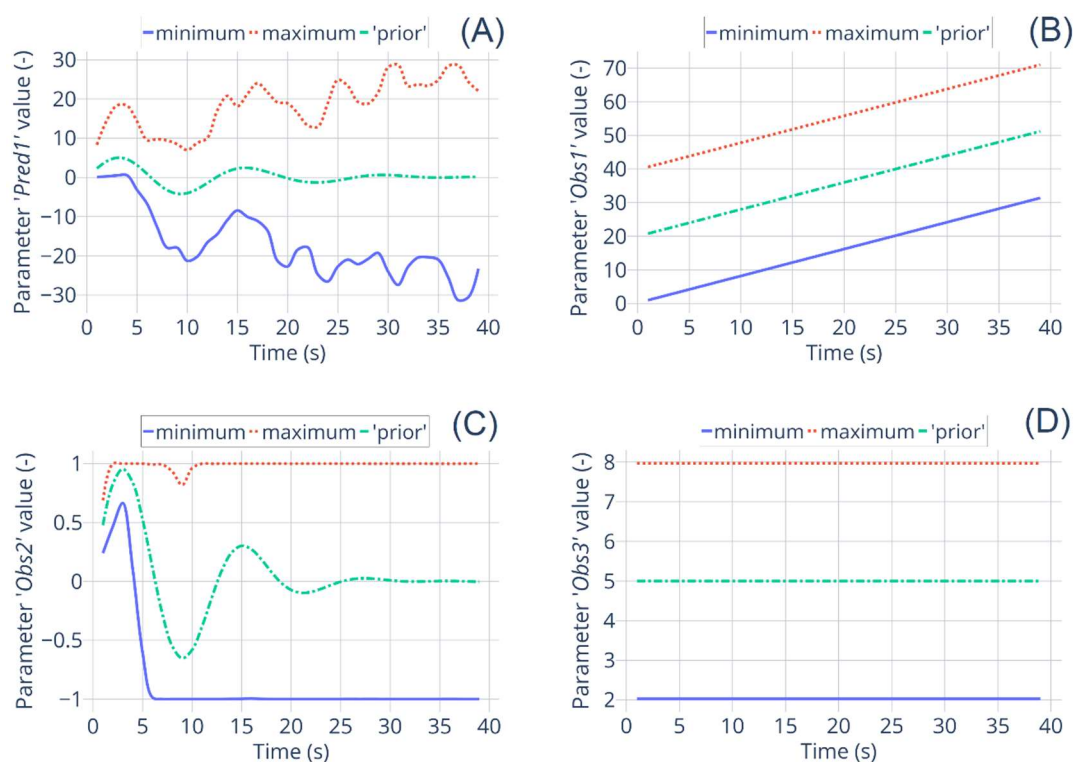 minimum maximum 'prior' (A)
Parameter 'Pred1' value (-)
30
20
10
0
−10
−20
−30
0 5 10 15 20 25 30 35 40
Time (s)
minimum maximum 'prior' (B)
Parameter 'Obs1' value (-)
70
60
50
40
30
20
10
0
0 5 10 15 20 25 30 35 40
Time (s)
minimum maximum 'prior' (C)
Parameter 'Obs2' value (-)
1
0.5
0
−0.5
−1
0 5 10 15 20 25 30 35 40
Time (s)
minimum maximum 'prior' (D)
Parameter 'Obs3' value (-)
8
7
6
5
4
3
2
5 10 15 20 25 30 35 40
Time (s)